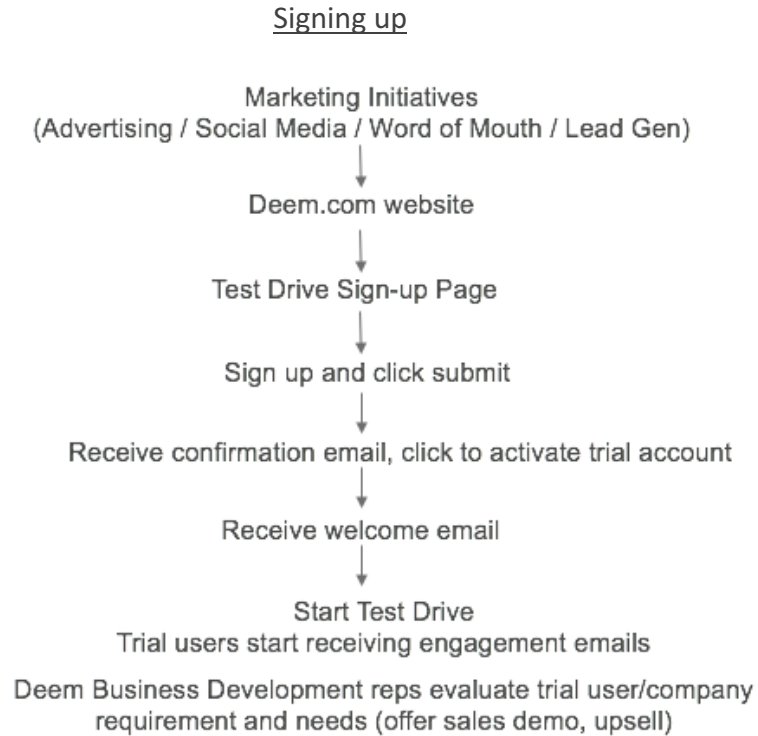 Signing up
Marketing Initiatives
(Advertising / Social Media / Word of Mouth / Lead Gen)
Deem.com website
Test Drive Sign-up Page
Sign up and click submit
Receive confirmation email, click to activate trial account
Receive welcome email
Start Test Drive
Trial users start receiving engagement emails
Deem Business Development reps evaluate trial user/company
requirement and needs (offer sales demo, upsell)